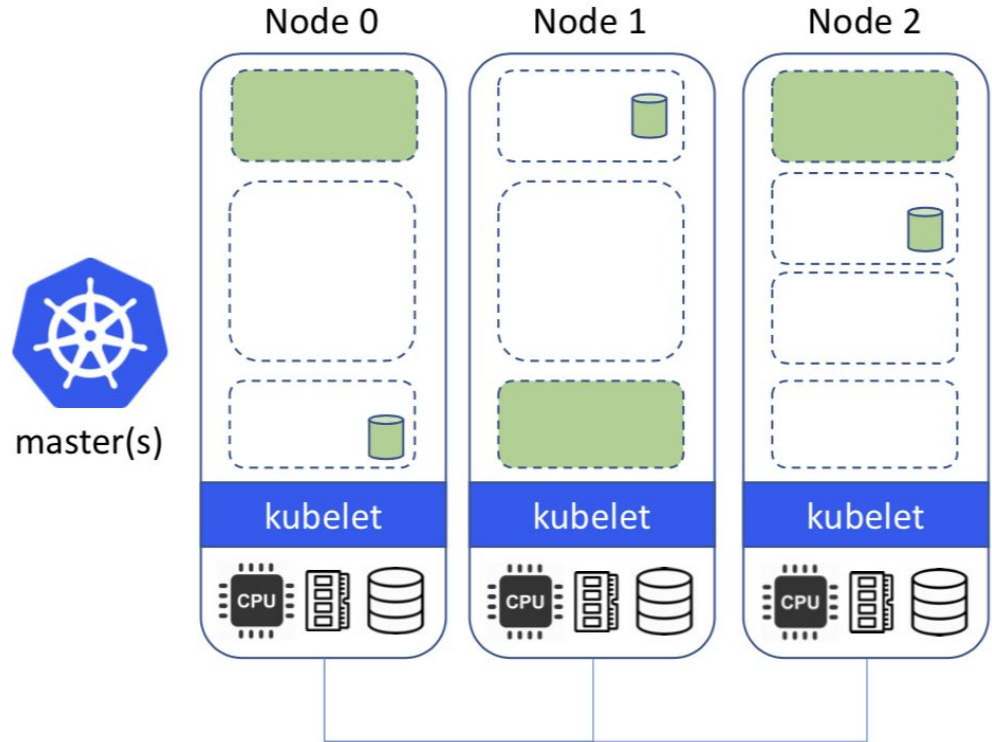 Node 0
Node 1
Node 2
master(s)
kubelet
kubelet
kubelet
CPU
CPU
CPU